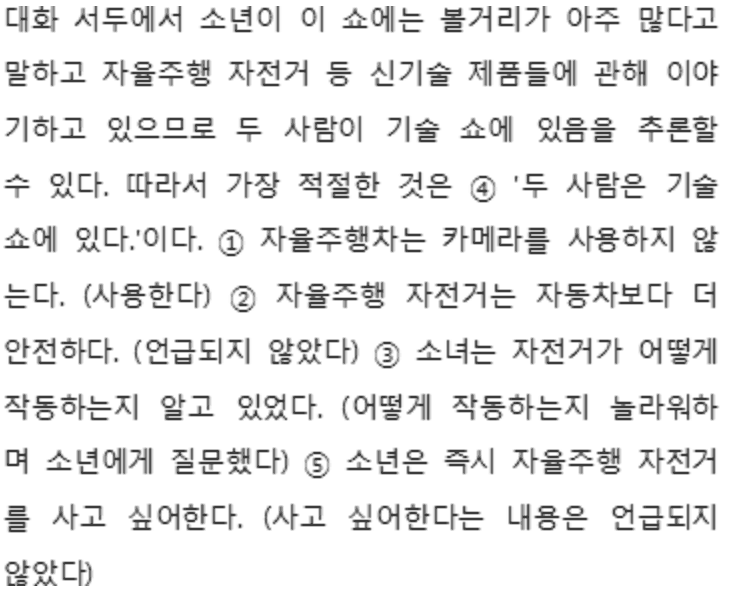 대화 서두에서 소년이 이 쇼에는 볼거리가 아주 많다고
말하고 자율주행 자전거 등 신기술 제품들에 관해 이야
기하고 있으므로 두 사람이 기술 쇼에 있음을 추론할
수 있다. 따라서 가장 적절한 것은 ④ '두 사람은 기술
쇼에 있다.'이다. ① 자율주행차는 카메라를 사용하지 않
는다. (사용한다) ② 자율주행 자전거는 자동차보다 더
안전하다. (언급되지 않았다) ③ 소녀는 자전거가 어떻게
작동하는지 알고 있었다. (어떻게 작동하는지 놀라워하
며 소년에게 질문했다) ⑤ 소년은 즉시 자율주행 자전거
를 사고 싶어한다. (사고 싶어한다는 내용은 언급되지
않았다)